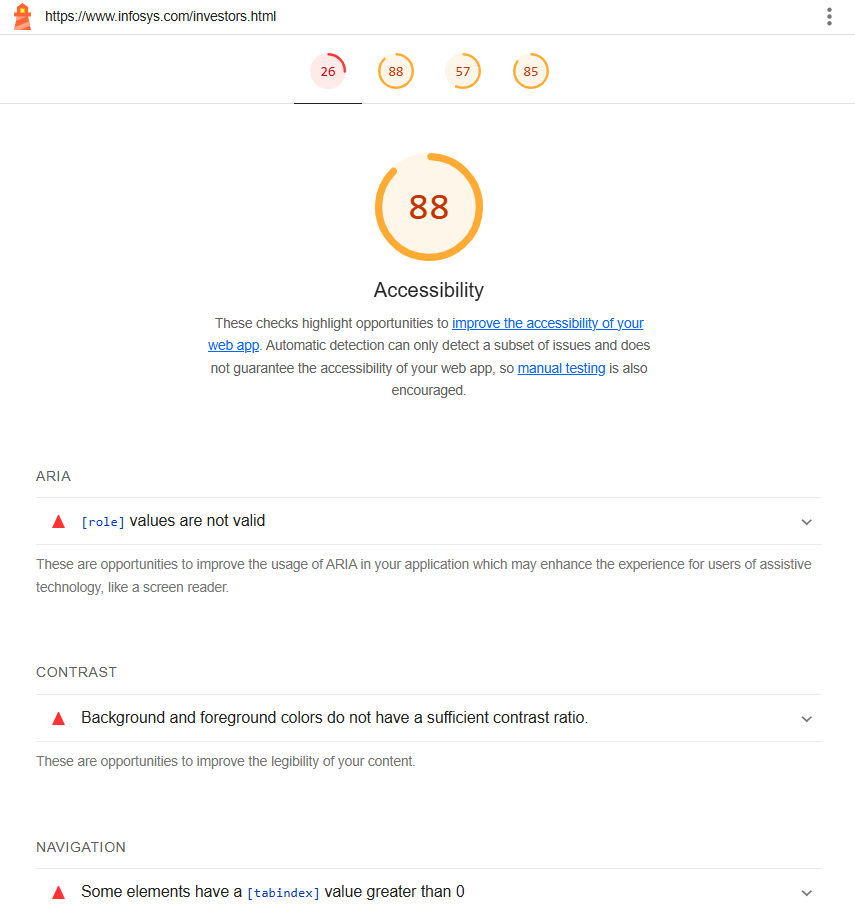 https://www.infosys.com/investors.html
26 88 57 85
88
Accessibility
These checks highlight opportunities to improve the accessibility of your
web app. Automatic detection can only detect a subset of issues and does
not guarantee the accessibility of your web app, so manual testing is also
encouraged.
ARIA
[role] values are not valid
These are opportunities to improve the usage of ARIA in your application which may enhance the experience for users of assistive
technology, like a screen reader.
CONTRAST
Background and foreground colors do not have a sufficient contrast ratio.
These are opportunities to improve the legibility of your content.
NAVIGATION
Some elements have a [tabindex] value greater than 0